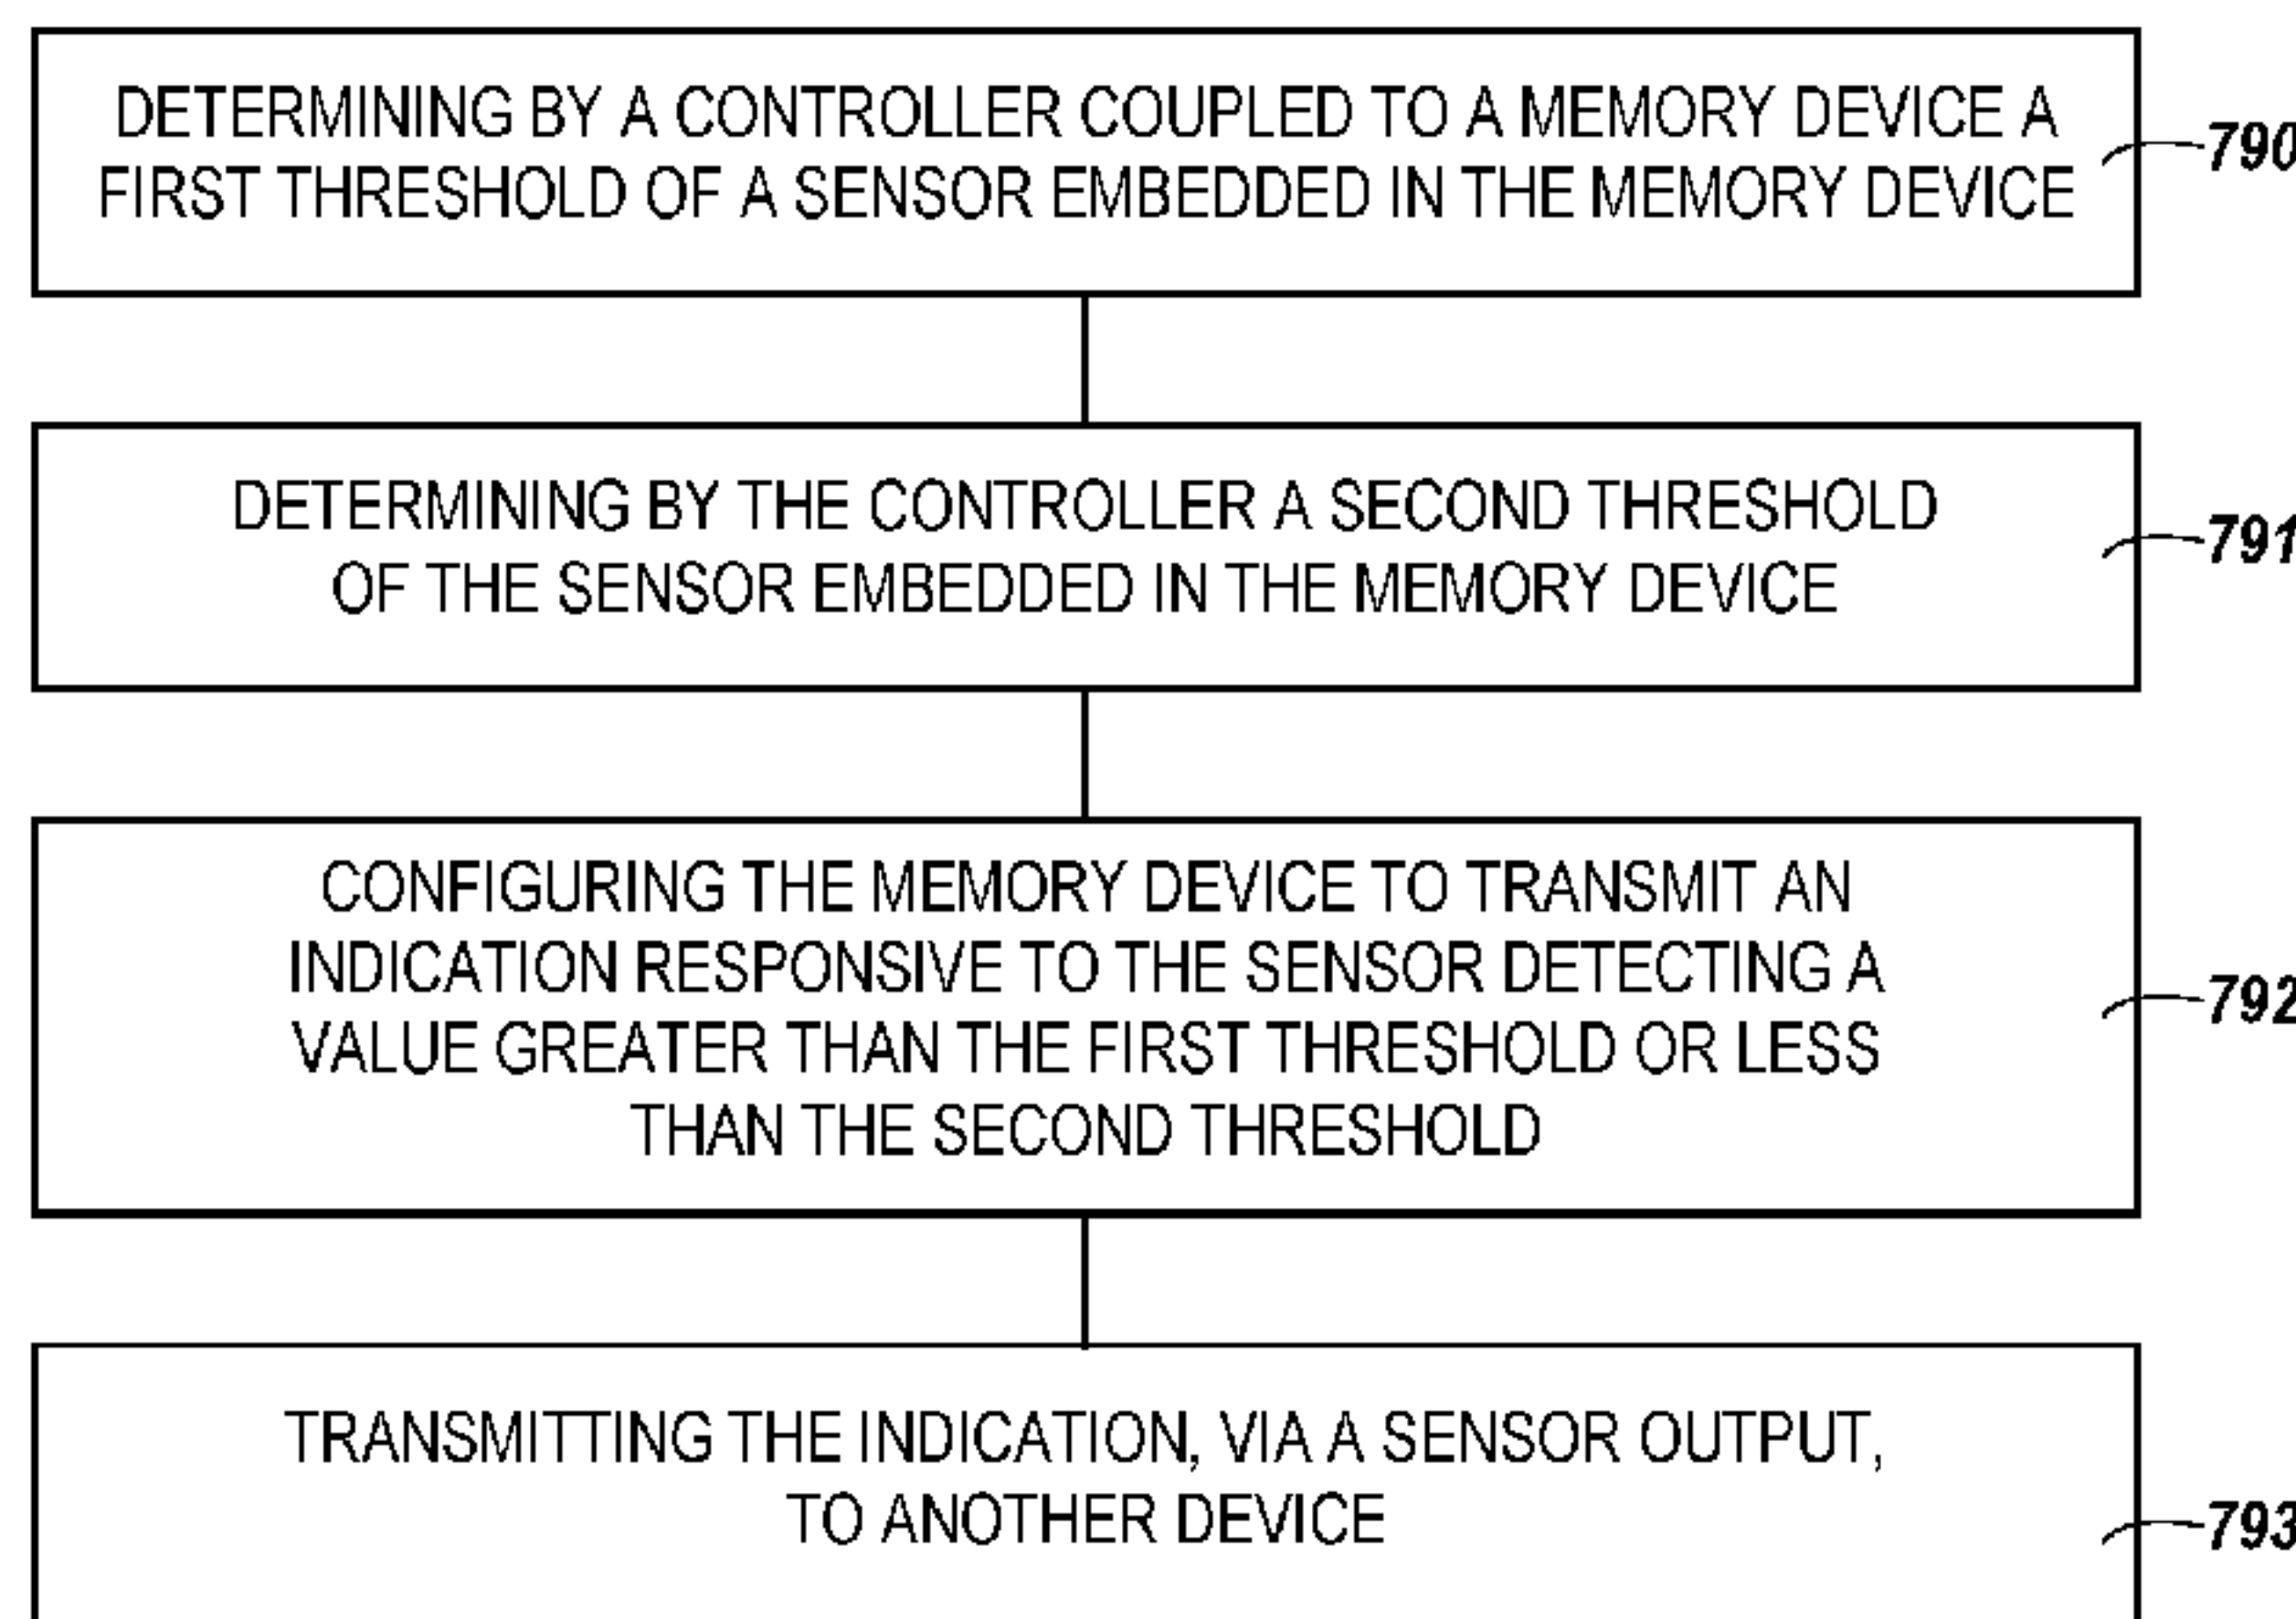 DETERMINING BY A CONTROLLER COUPLED TO A MEMORY DEVICE A
FIRST THRESHOLD OF A SENSOR EMBEDDED IN THE MEMORY DEVICE
790
DETERMINING BY THE CONTROLLER A SECOND THRESHOLD
OF THE SENSOR EMBEDDED IN THE MEMORY DEVICE
791
CONFIGURING THE MEMORY DEVICE TO TRANSMIT AN
INDICATION RESPONSIVE TO THE SENSOR DETECTING A
VALUE GREATER THAN THE FIRST THRESHOLD OR LESS
THAN THE SECOND THRESHOLD
792
TRANSMITTING THE INDICATION, VIA A SENSOR OUTPUT,
TO ANOTHER DEVICE
793